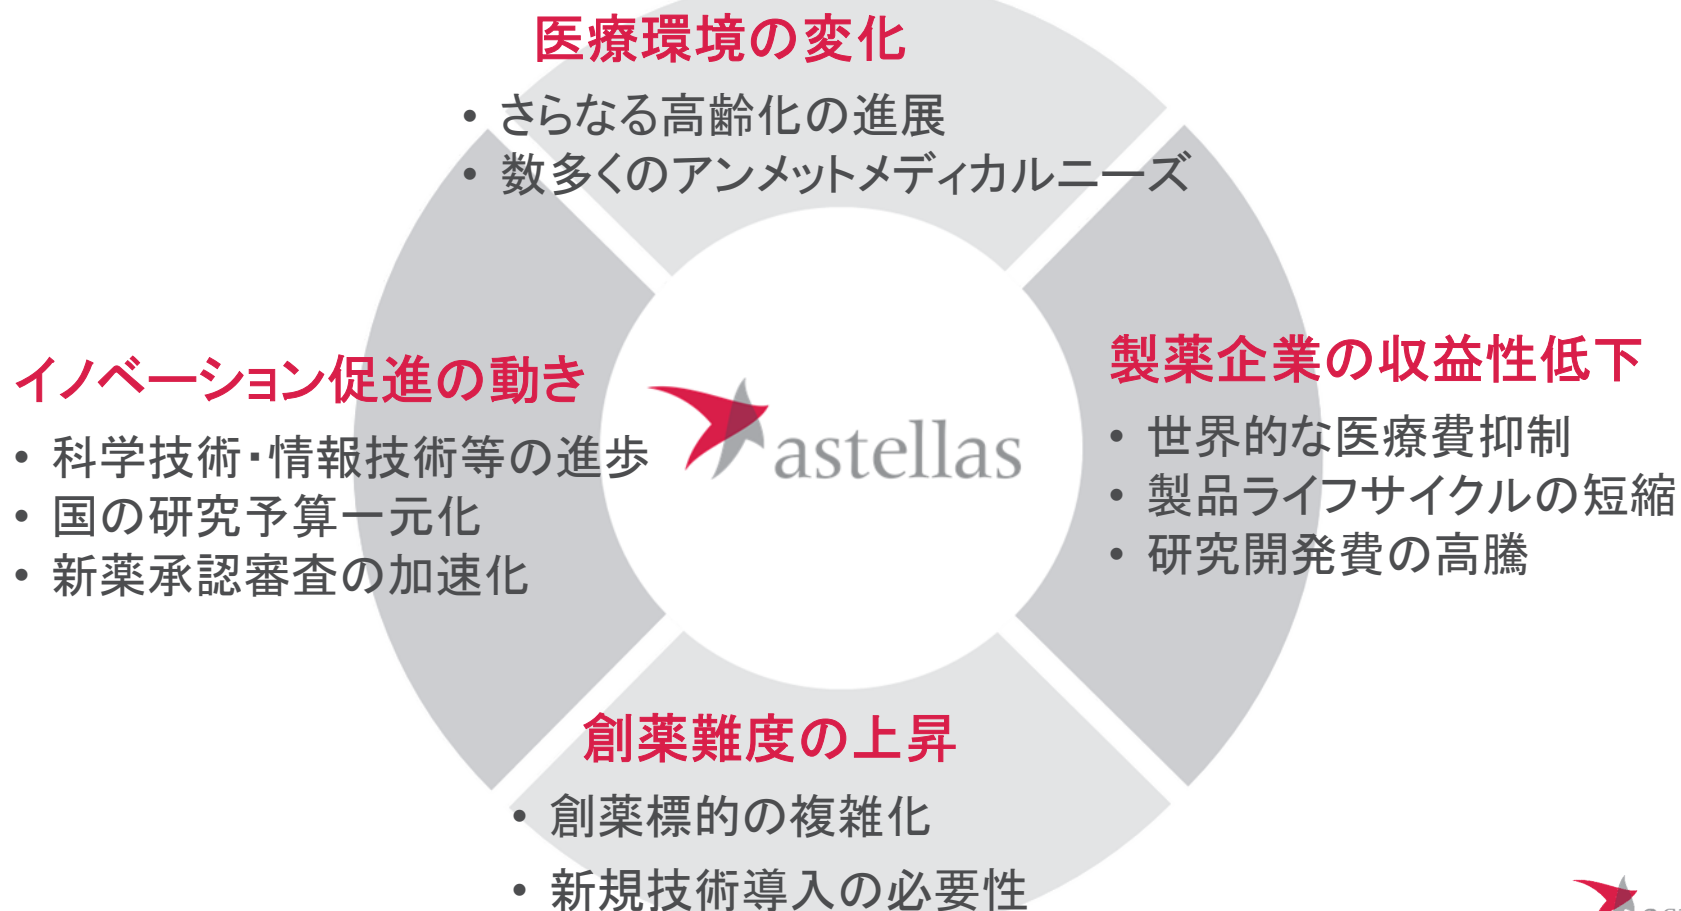 医療環境の変化
• さらなる高齢化の進展
• 数多くのアンメットメディカルニーズ
イノベーション促進の動き
• 科学技術・情報技術等の進歩
• 国の研究予算一元化
• 新薬承認審査の加速化
astellas
製薬企業の収益性低下
• 世界的な医療費抑制
• 製品ライフサイクルの短縮
• 研究開発費の高騰
創薬難度の上昇
• 創薬標的の複雑化
• 新規技術導入の必要性